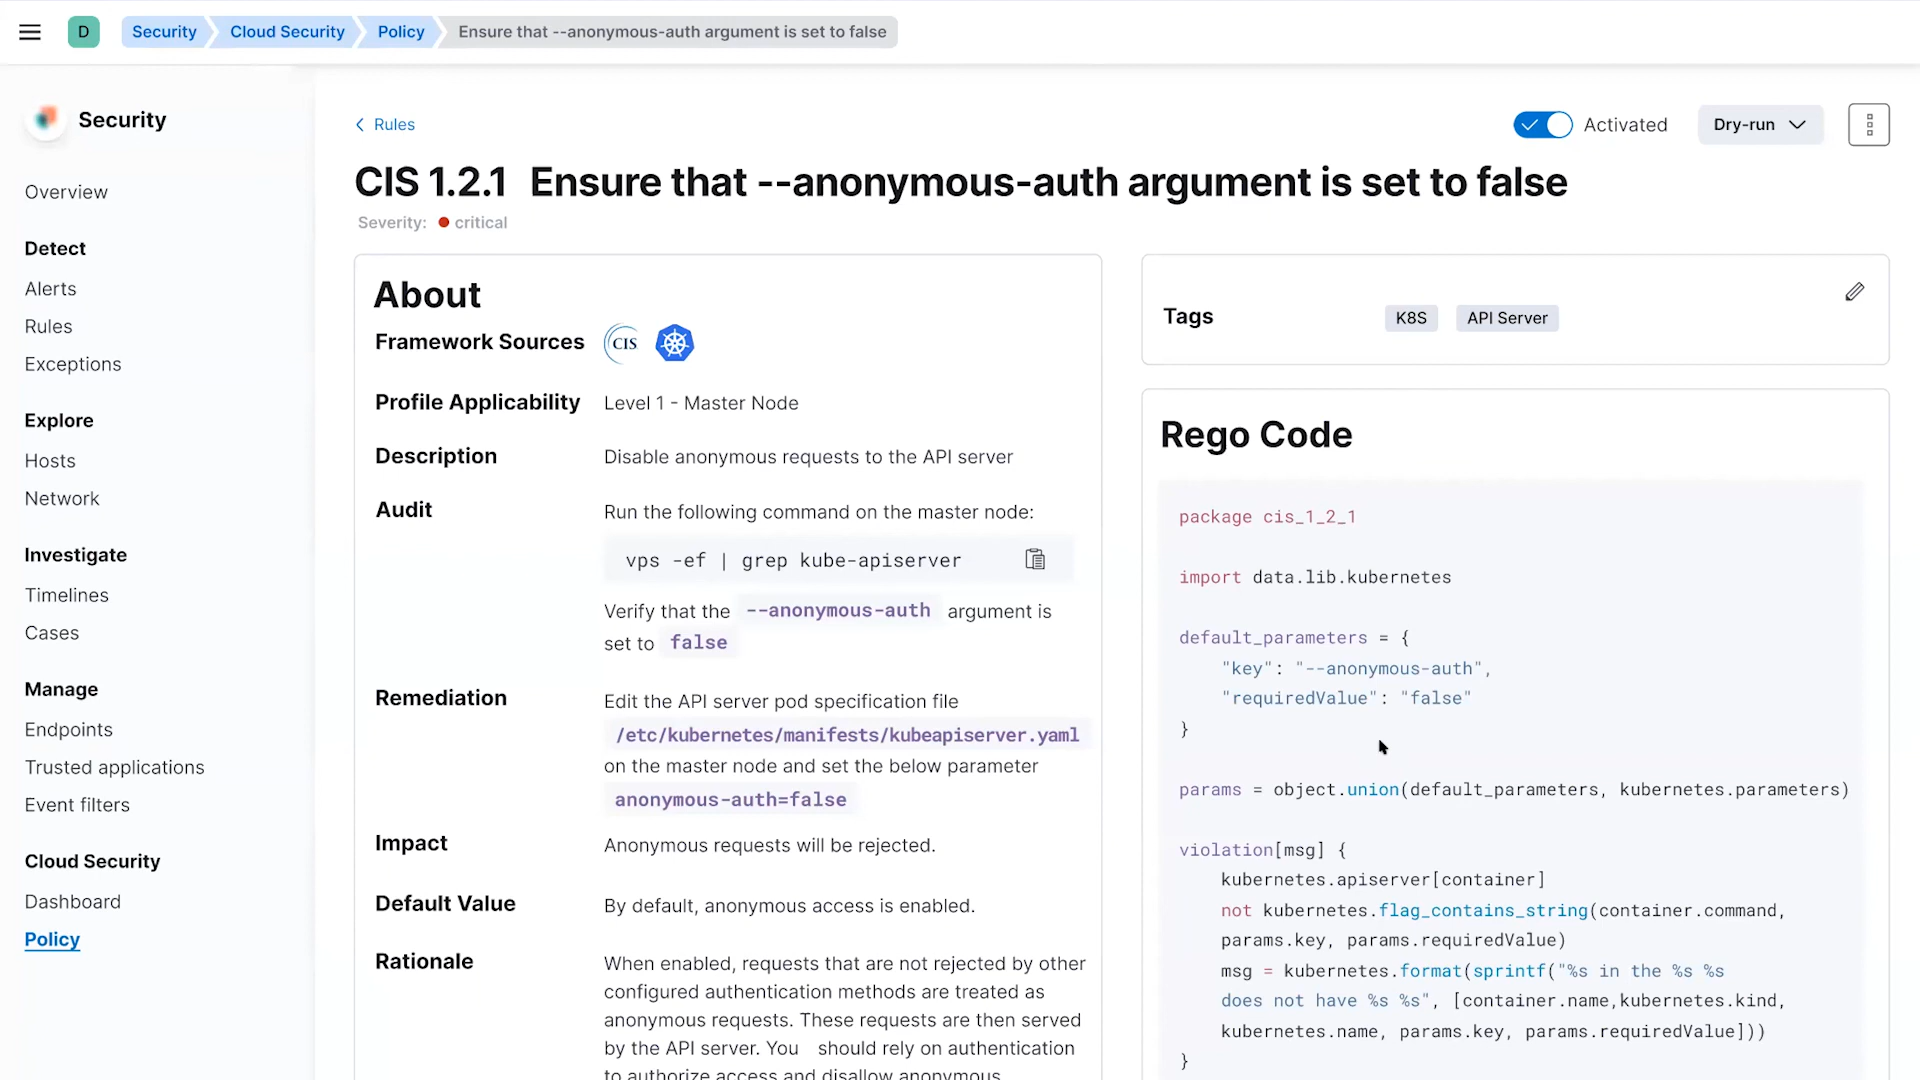 D
Security
Cloud Security
Policy
Ensure that --anonymous-auth argument is set to false
Security
Overview
Detect
Alerts
Rules
Exceptions
Explore
Hosts
Network
Investigate
Timelines
Cases
Manage
Endpoints
Trusted applications
Event filters
Cloud Security
Dashboard
Policy
Rules
Activated
Dry-run
CIS 1.2.1 Ensure that --anonymous-auth argument is set to false
Severity: critical
About
Framework Sources CIS
Profile Applicability Level 1 - Master Node
Description Disable anonymous requests to the API server
Audit Run the following command on the master node:
vps -ef | grep kube-apiserver
Verify that the --anonymous-auth argument is
set to false
Remediation Edit the API server pod specification file
/etc/kubernetes/manifests/kubeapiserver.yaml
on the master node and set the below parameter
anonymous-auth=false
Impact Anonymous requests will be rejected.
Default Value By default, anonymous access is enabled.
Rationale When enabled, requests that are not rejected by other
configured authentication methods are treated as
anonymous requests. These requests are then served
by the API server. You should rely on authentication
to authorize access and disallow anonymous
Tags K8S API Server
Rego Code
package cis_1_2_1
import data.lib.kubernetes
default_parameters = {
"key": "--anonymous-auth",
"requiredValue": "false"
}
params = object.union(default_parameters, kubernetes.parameters)
violation[msg] {
kubernetes.apiserver[container]
not kubernetes.flag_contains_string(container.command,
params.key, params.requiredValue)
msg = kubernetes.format(sprintf("%s in the %s %s
does not have %s %s", [container.name,kubernetes.kind,
kubernetes.name, params.key, params.requiredValue]))
}